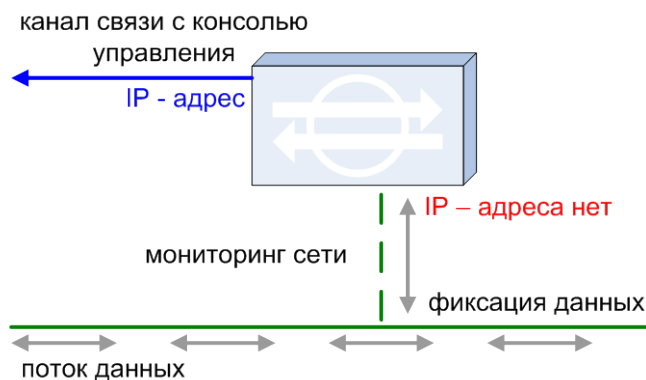 канал связи с консолью
управления
IP - адрес
IP – адреса нет
мониторинг сети
фиксация данных
поток данных